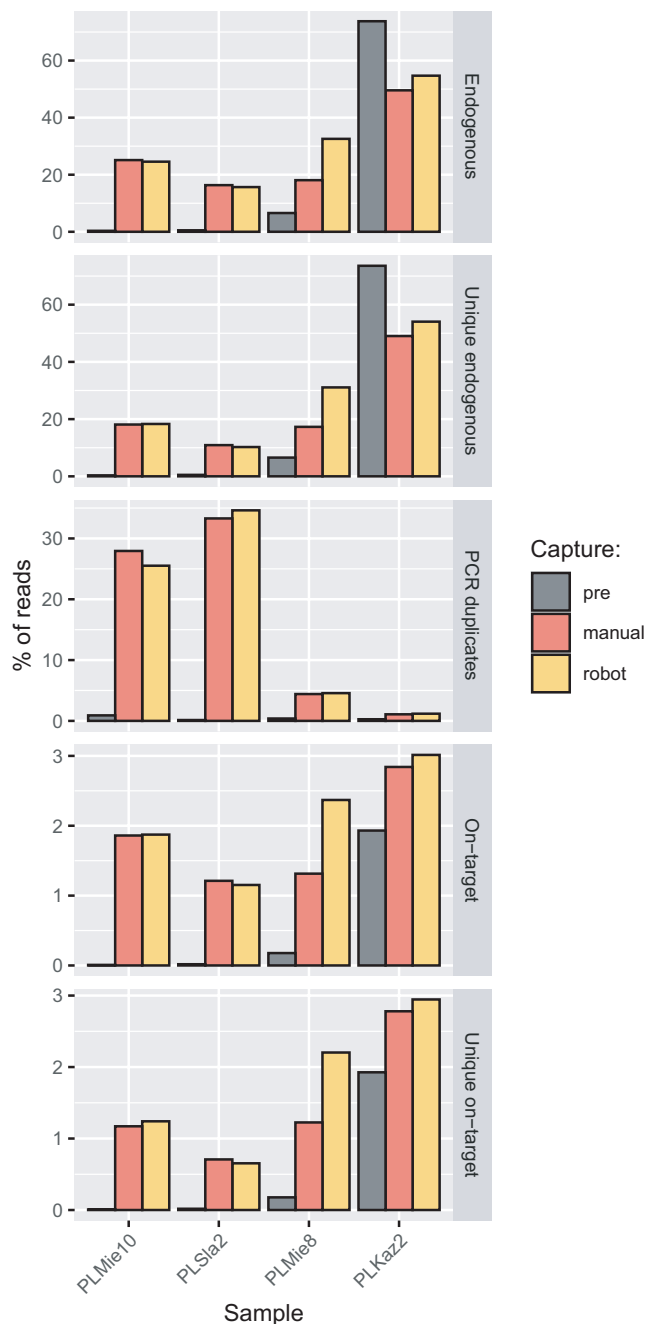 60
40
20
0
Endogenous
60
40
20
0
Unique endogenous
30
20
10
0
PCR duplicates
3
2
1
0
On-target
3
2
1
0
Unique on-target
% of reads
PLMie10
PLSla2
PLMie8
PLKaz2
Sample
Capture:
pre
manual
robot